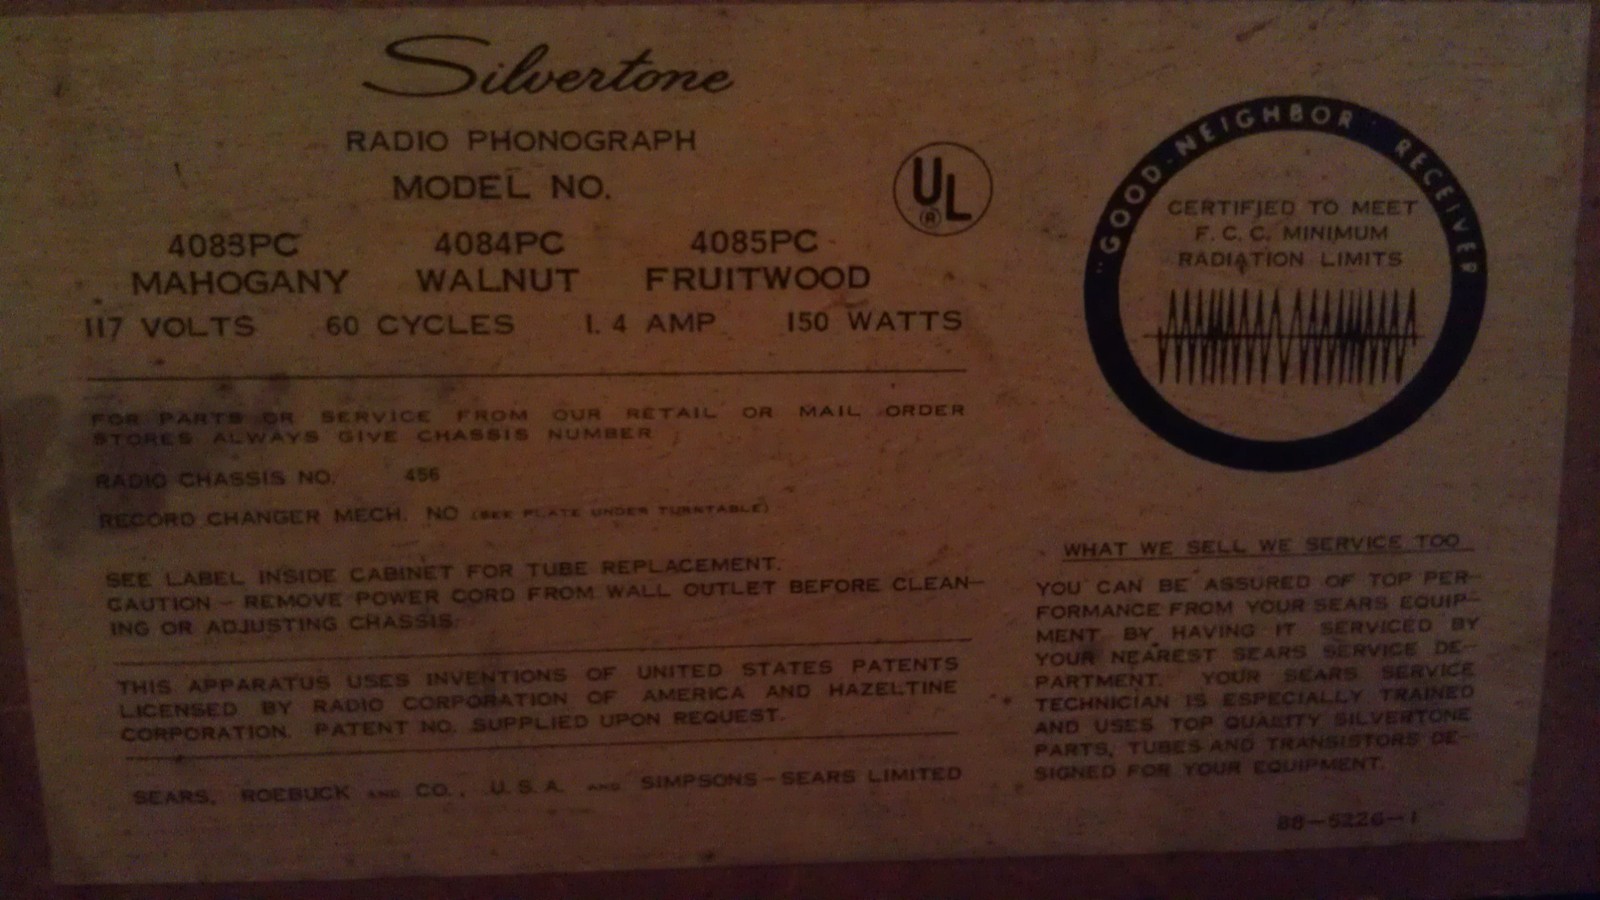 Silvertone
RADIO PHONOGRAPH
MODEL NO.
4083PC 4084PC 4085PC
MAHOGANY WALNUT FRUITWOOD
117 VOLTS 60 CYCLES 1.4 AMP 150 WATTS
UL
®
FOR PARTS OR SERVICE FROM OUR RETAIL OR MAIL ORDER
STORES ALWAYS GIVE CHASSIS NUMBER
RADIO CHASSIS NO. 456
RECORD CHANGER MECH. NO (SEE PLATE UNDER TURNTABLE)
SEE LABEL INSIDE CABINET FOR TUBE REPLACEMENT.
CAUTION – REMOVE POWER CORD FROM WALL OUTLET BEFORE CLEAN–
ING OR ADJUSTING CHASSIS.
THIS APPARATUS USES INVENTIONS OF UNITED STATES PATENTS
LICENSED BY RADIO CORPORATION OF AMERICA AND HAZELTINE
CORPORATION. PATENT NO. SUPPLIED UPON REQUEST.
SEARS, ROEBUCK AND CO., U.S.A. AND SIMPSONS–SEARS LIMITED
"GOOD-NEIGHBOR" RECEIVER
CERTIFIED TO MEET
F. C. C. MINIMUM
RADIATION LIMITS
WHAT WE SELL WE SERVICE TOO
YOU CAN BE ASSURED OF TOP PER–
FORMANCE FROM YOUR SEARS EQUIP–
MENT BY HAVING IT SERVICED BY
YOUR NEAREST SEARS SERVICE DE–
PARTMENT. YOUR SEARS SERVICE
TECHNICIAN IS ESPECIALLY TRAINED
AND USES TOP QUALITY SILVERTONE
PARTS, TUBES AND TRANSISTORS DE–
SIGNED FOR YOUR EQUIPMENT.